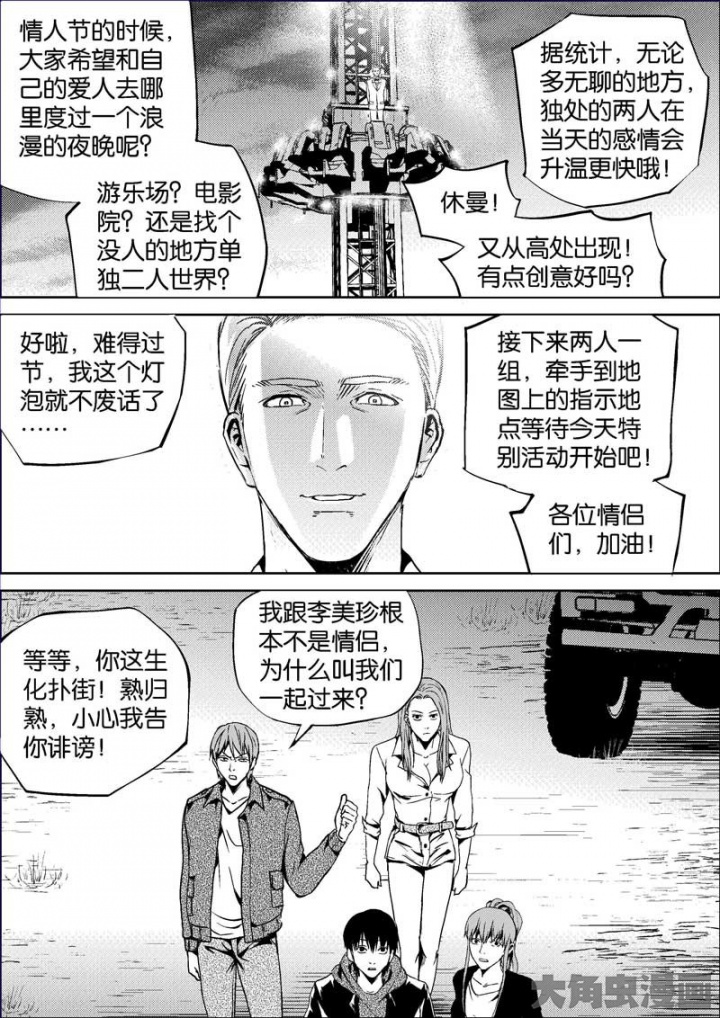 情人节的时候，
大家希望和自
己的爱人去哪
里度过一个浪
漫的夜晚呢？
游乐场？电影
院？还是找个
没人的地方单
独二人世界？
据统计，无论
多无聊的地方，
独处的两人在
当天的感情会
升温更快哦！
休曼！
又从高处出现！
有点创意好吗？
好啦，难得过
节，我这个灯
泡就不废话了
……
接下来两人一
组，牵手到地
图上的指示地
点等待今天特
别活动开始吧！
各位情侣
们，加油！
等等，你这生
化扑街！熟归
熟，小心我告
你诽谤！
我跟李美珍根
本不是情侣，
为什么叫我们
一起过来？
大角虫漫画